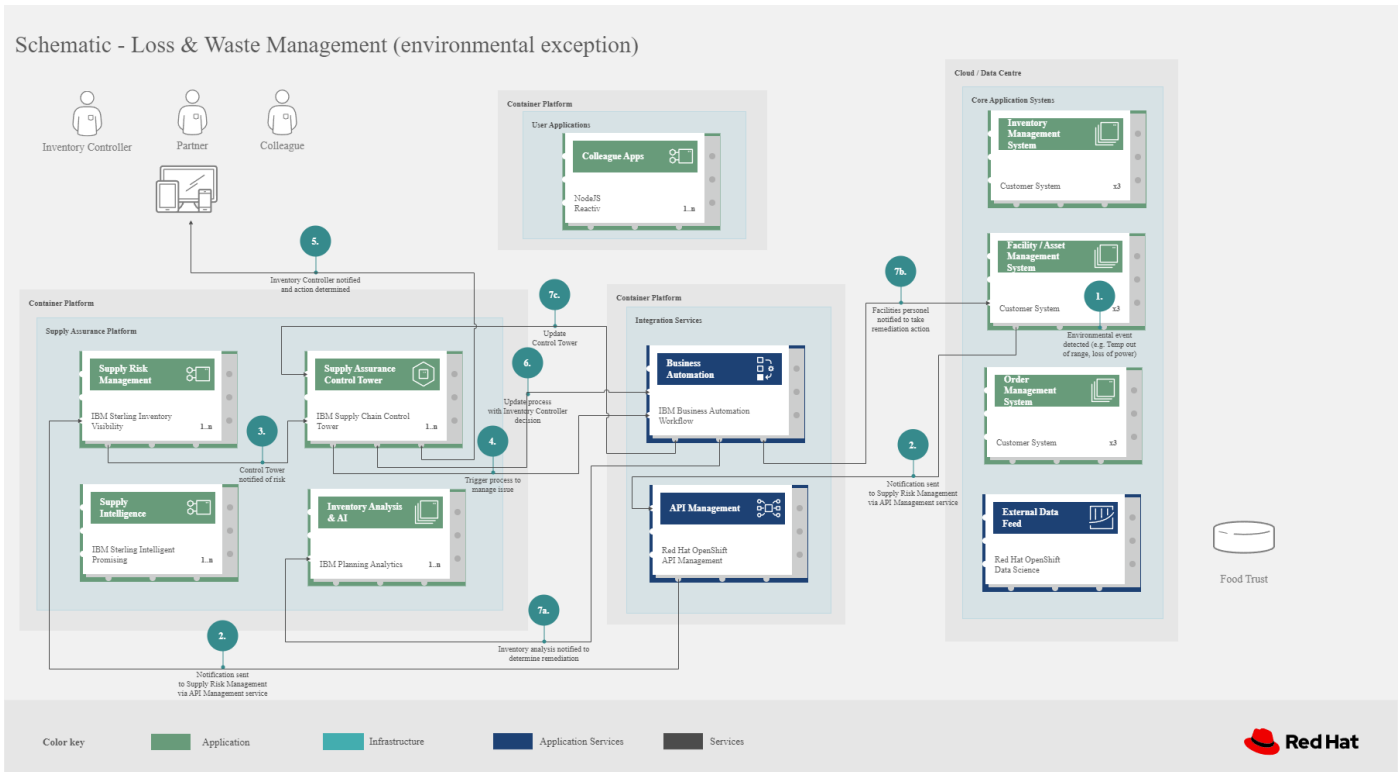 Schematic - Loss & Waste Management (environmental exception)
Inventory Controller
Partner
Colleague
Container Platform
User Applications
Colleague Apps
NodeJS
Reactiv
1..n
Cloud / Data Centre
Core Application Systems
Inventory
Management
System
Customer System
x3
Facility / Asset
Management
System
Customer System
x3
1.
Environmental event
detected (e.g. Temp out
of range, loss of power)
Order
Management
System
Customer System
x3
External Data
Feed
Red Hat OpenShift
Data Science
Food Trust
5.
Inventory Controller notified
and action determined
7c.
Update
Control Tower
6.
Update process
with Inventory Controller
decision
4.
Trigger process to
manage issue
7b.
Facilities personal
notified to take
remediation action
2.
Notification sent
to Supply Risk Management
via API Management service
Container Platform
Supply Assurance Platform
Supply Risk
Management
IBM Sterling Inventory
Visibility
1..n
3.
Control Tower
notified of risk
Supply Assurance
Control Tower
IBM Supply Chain Control
Tower
1..n
Supply
Intelligence
IBM Sterling Intelligent
Promising
1..n
Inventory Analysis
& AI
IBM Planning Analytics
1..n
Container Platform
Integration Services
Business
Automation
IBM Business Automation
Workflow
API Management
Red Hat OpenShift
API Management
7a.
Inventory analysis notified to
determine remediation
2.
Notification sent
to Supply Risk Management
via API Management service
Color key
Application
Infrastructure
Application Services
Services
Red Hat